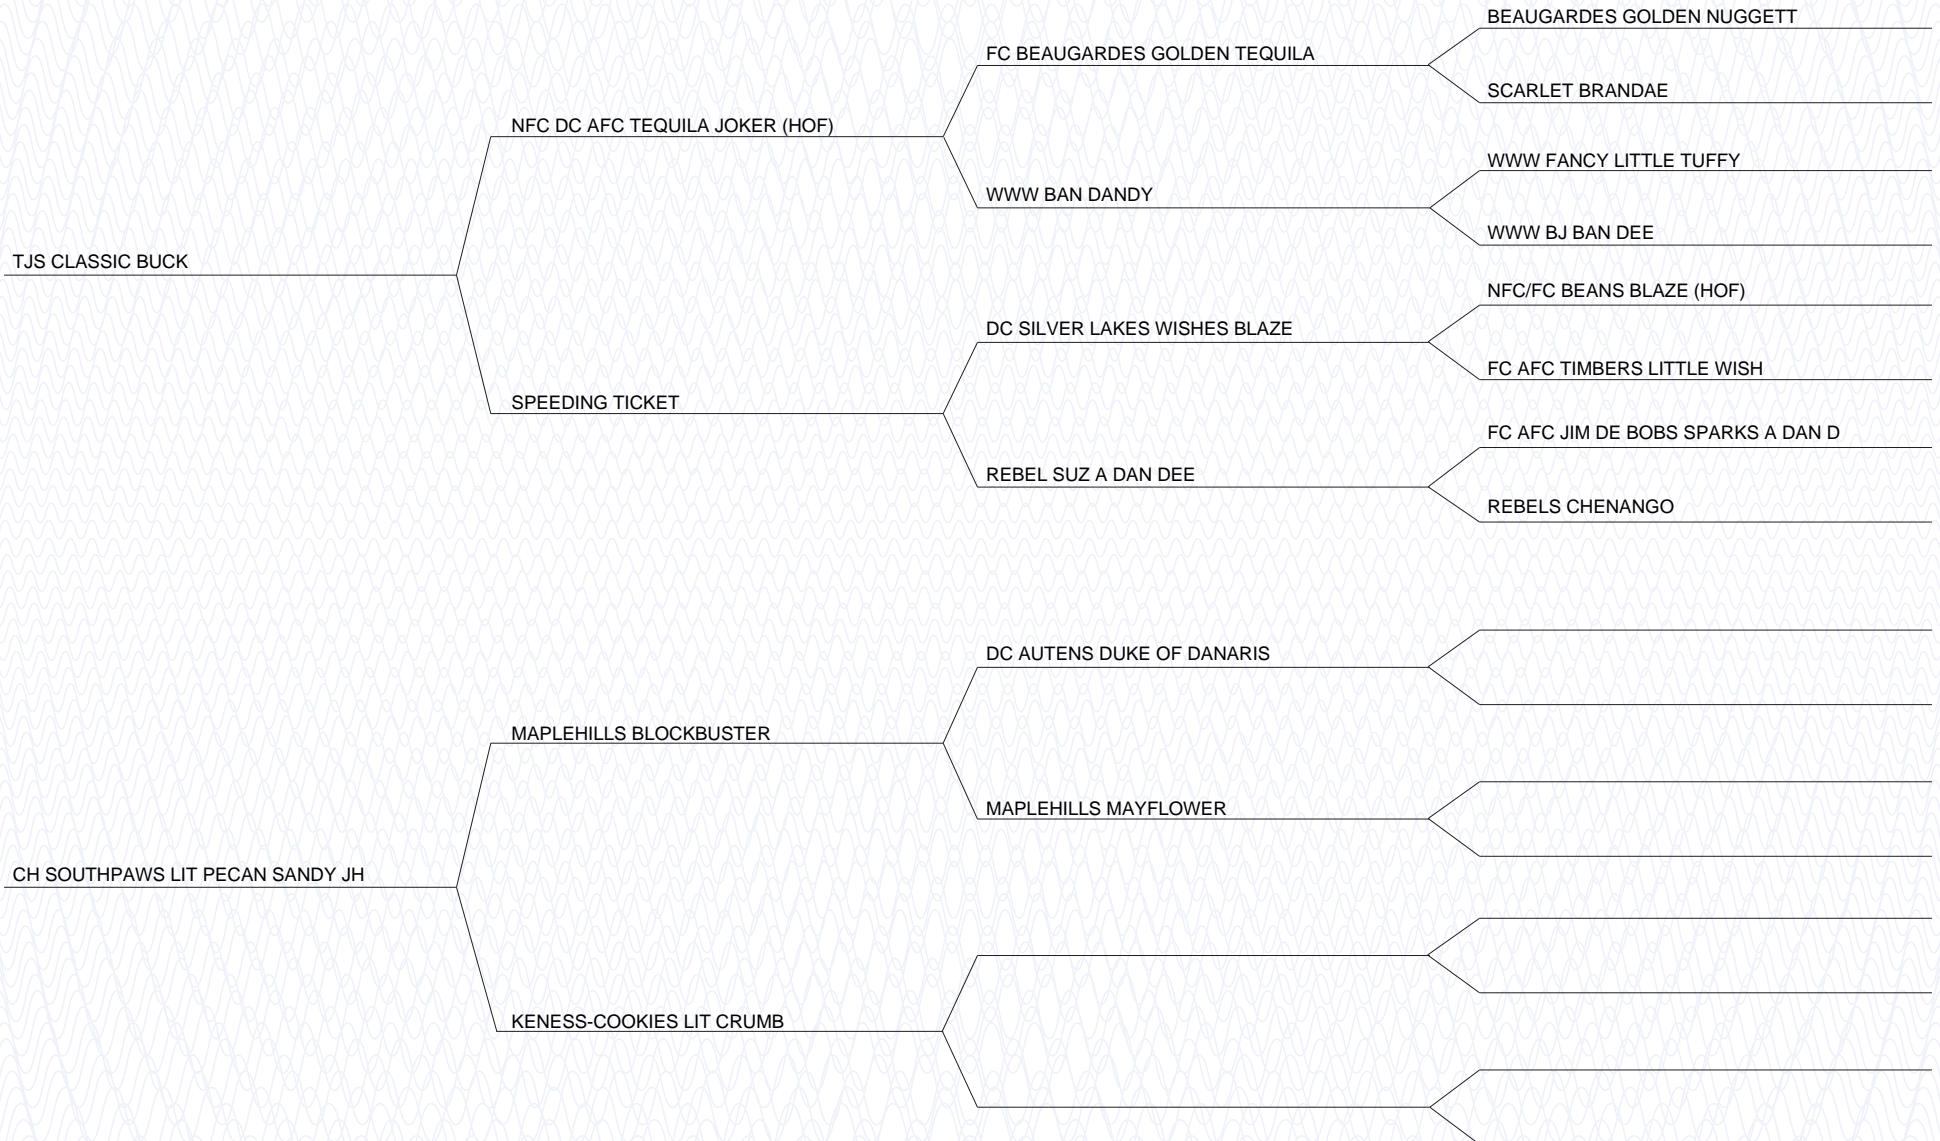 BEAUGARDES GOLDEN NUGGETT
FC BEAUGARDES GOLDEN TEQUILA
SCARLET BRANDAE
NFC DC AFC TEQUILA JOKER (HOF)
WWW FANCY LITTLE TUFFY
WWW BAN DANDY
WWW BJ BAN DEE
TJS CLASSIC BUCK
NFC/FC BEANS BLAZE (HOF)
DC SILVER LAKES WISHES BLAZE
FC AFC TIMBERS LITTLE WISH
SPEEDING TICKET
FC AFC JIM DE BOBS SPARKS A DAN D
REBEL SUZ A DAN DEE
REBELS CHENANGO
DC AUTENS DUKE OF DANARIS
MAPLEHILLS BLOCKBUSTER
MAPLEHILLS MAYFLOWER
CH SOUTHPAWS LIT PECAN SANDY JH
KENESS-COOKIES LIT CRUMB